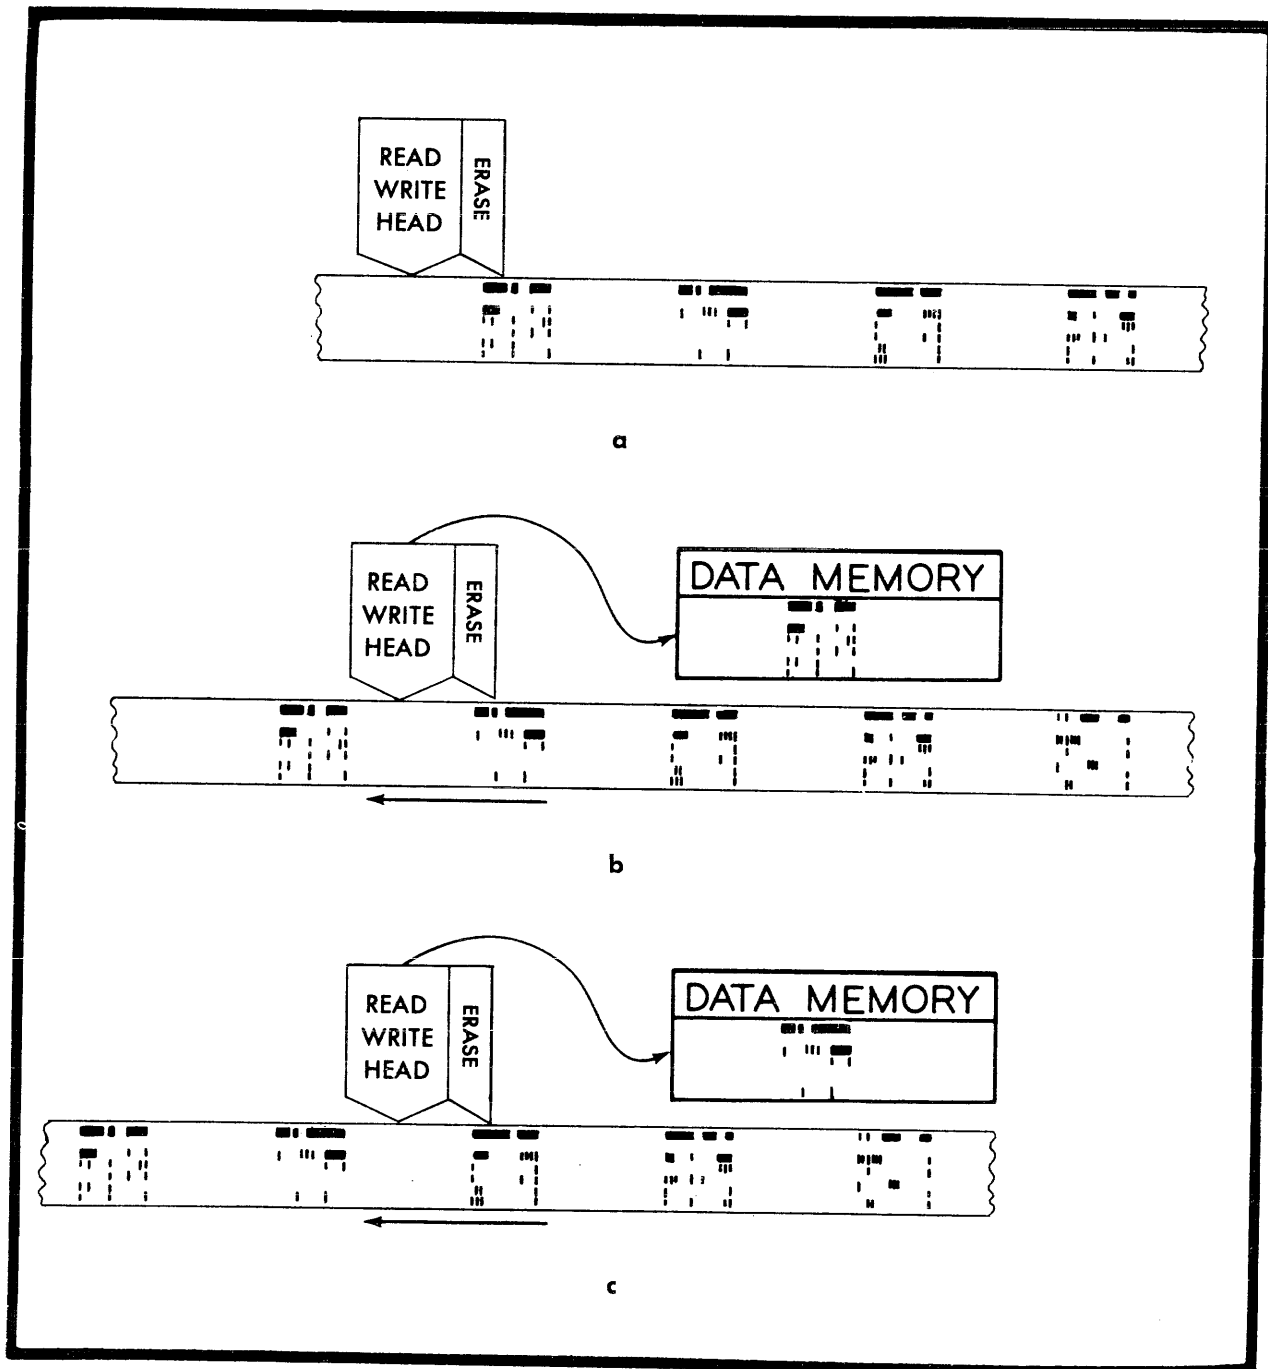 READ
WRITE
HEAD
ERASE
a
READ
WRITE
HEAD
ERASE
DATA MEMORY
b
READ
WRITE
HEAD
ERASE
DATA MEMORY
c